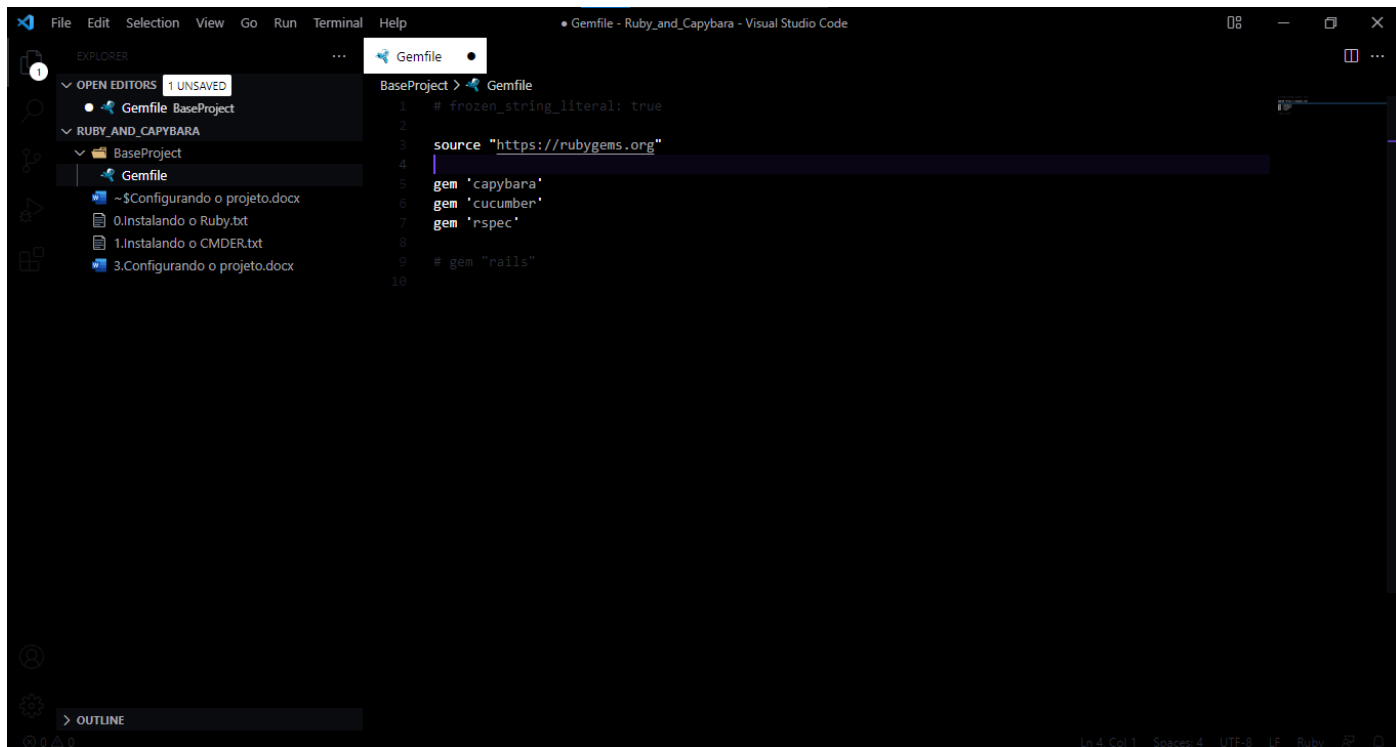 File Edit Selection View Go Run Terminal Help
● Gemfile - Ruby_and_Capybara - Visual Studio Code
EXPLORER
1
OPEN EDITORS 1 UNSAVED
Gemfile BaseProject
RUBY_AND_CAPYBARA
BaseProject
Gemfile
~$Configurando o projeto.docx
0.Instalando o Ruby.txt
1.Instalando o CMDER.txt
3.Configurando o projeto.docx
OUTLINE
Gemfile
BaseProject > Gemfile
1 # frozen_string_literal: true
2
3 source "https://rubygems.org"
4
5 gem 'capybara'
6 gem 'cucumber'
7 gem 'rspec'
8
9 # gem "rails"
10
0 0
Ln 4, Col 1 Spaces: 4 UTF-8 LF Ruby